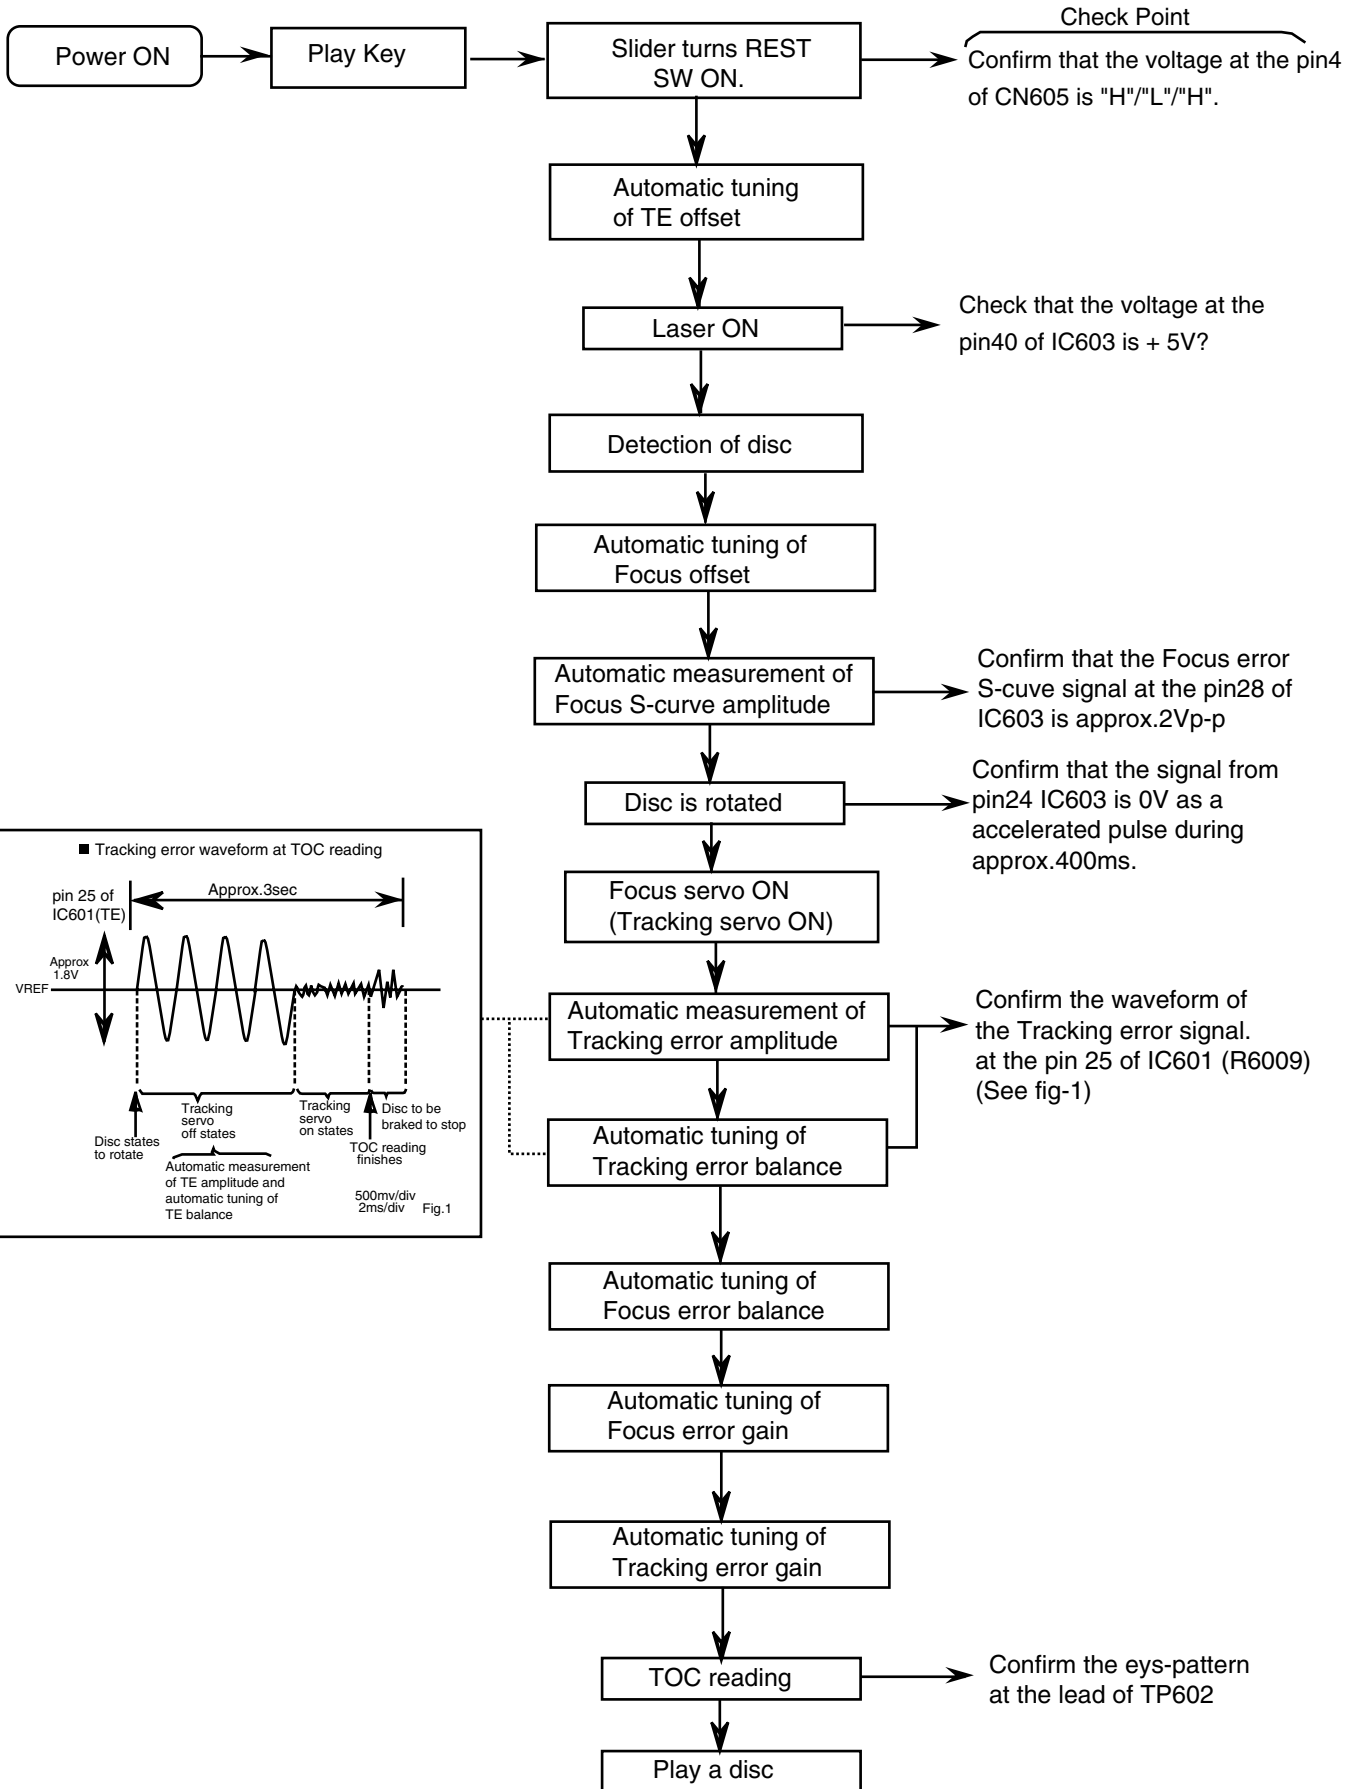 Check Point
Power ON
Play Key
Slider turns REST
SW ON.
Confirm that the voltage at the pin4
of CN605 is "H"/"L"/"H".
Automatic tuning
of TE offset
Laser ON
Check that the voltage at the
pin40 of IC603 is + 5V?
Detection of disc
Automatic tuning of
Focus offset
Automatic measurement of
Focus S-curve amplitude
Confirm that the Focus error
S-cuve signal at the pin28 of
IC603 is approx.2Vp-p
Disc is rotated
Confirm that the signal from
pin24 IC603 is 0V as a
accelerated pulse during
approx.400ms.
Focus servo ON
(Tracking servo ON)
■ Tracking error waveform at TOC reading
pin 25 of
IC601(TE)
Approx.3sec
Approx
1.8V
VREF
Disc states
to rotate
Tracking
servo
off states
Automatic measurement
of TE amplitude and
automatic tuning of
TE balance
Tracking
servo
on states
TOC reading
finishes
Disc to be
braked to stop
500mv/div
2ms/div
Fig.1
Automatic measurement of
Tracking error amplitude
Confirm the waveform of
the Tracking error signal.
at the pin 25 of IC601 (R6009)
(See fig-1)
Automatic tuning of
Tracking error balance
Automatic tuning of
Focus error balance
Automatic tuning of
Focus error gain
Automatic tuning of
Tracking error gain
TOC reading
Confirm the eys-pattern
at the lead of TP602
Play a disc